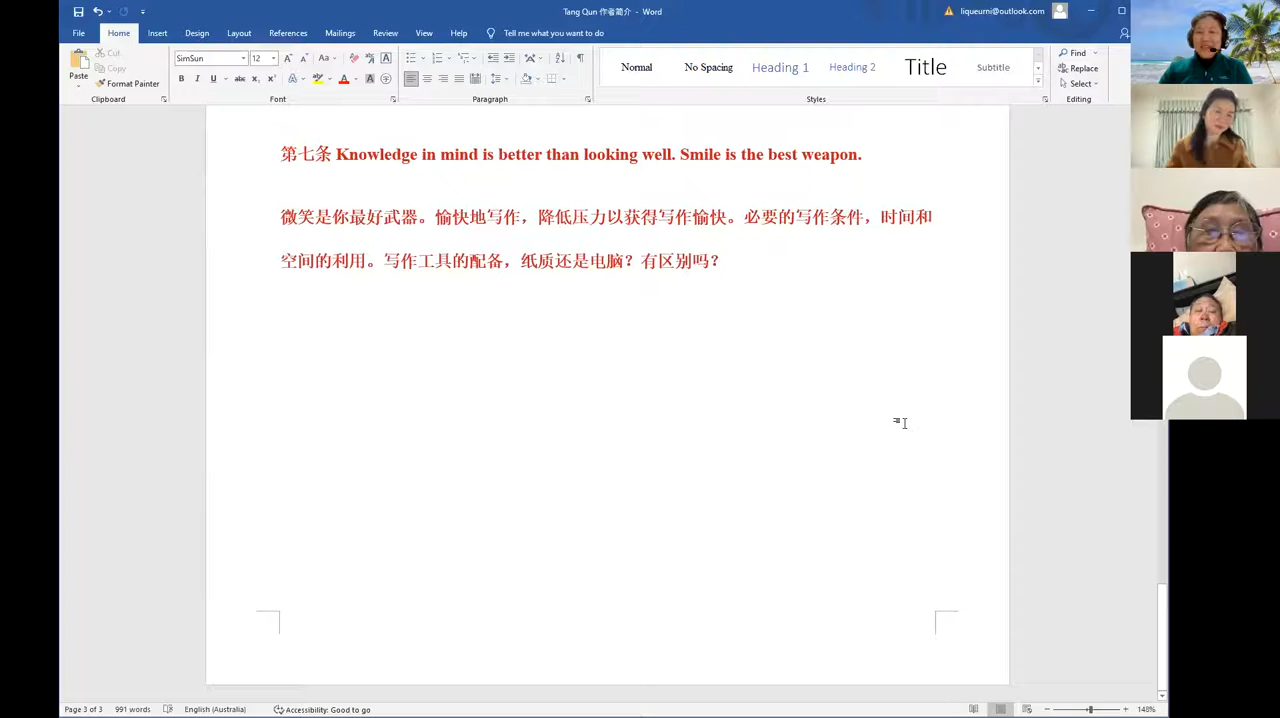 Tang Qun 作者简介 - Word
liqueurni@outlook.com
File Home Insert Design Layout References Mailings Review View Help Tell me what you want to do
Paste
Cut
Copy
Format Painter
Clipboard
SimSun 12
Font
Paragraph
Normal No Spacing Heading 1 Heading 2 Title Subtitle
Styles
Find
Replace
Select
Editing
第七条 Knowledge in mind is better than looking well. Smile is the best weapon.
微笑是你最好武器。愉快地写作，降低压力以获得写作愉快。必要的写作条件，时间和
空间的利用。写作工具的配备，纸质还是电脑？有区别吗？
Page 3 of 3 991 words English (Australia) Accessibility: Good to go 148%